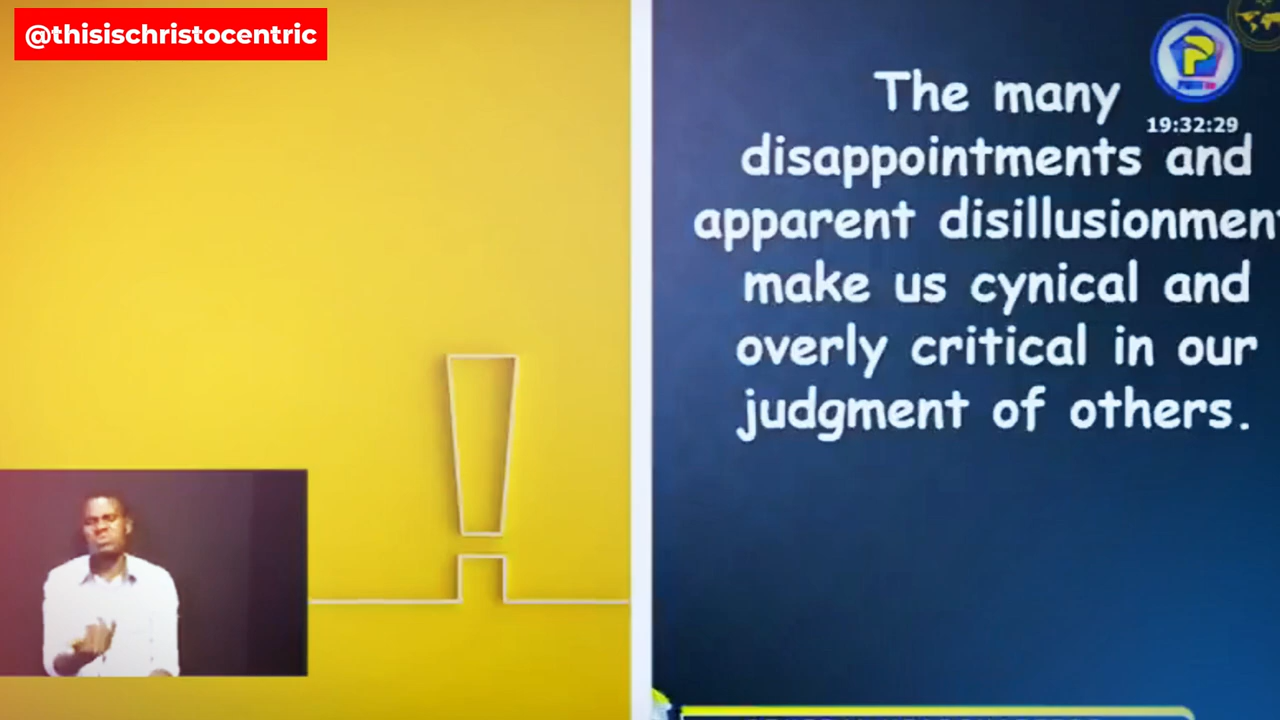 @thisischristocentric
P
19:32:29
The many
disappointments and
apparent disillusionment
make us cynical and
overly critical in our
judgment of others.